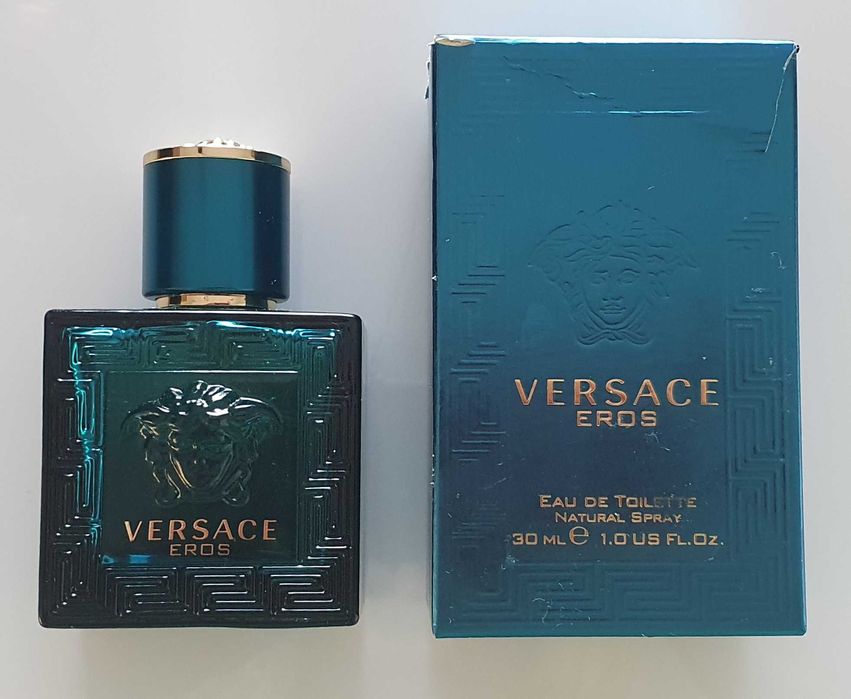 VERSACE
EROS
VERSACE
EROS
EAU DE TOILETTE
NATURAL SPRAY
30 ML e 1.0 US FL.OZ.